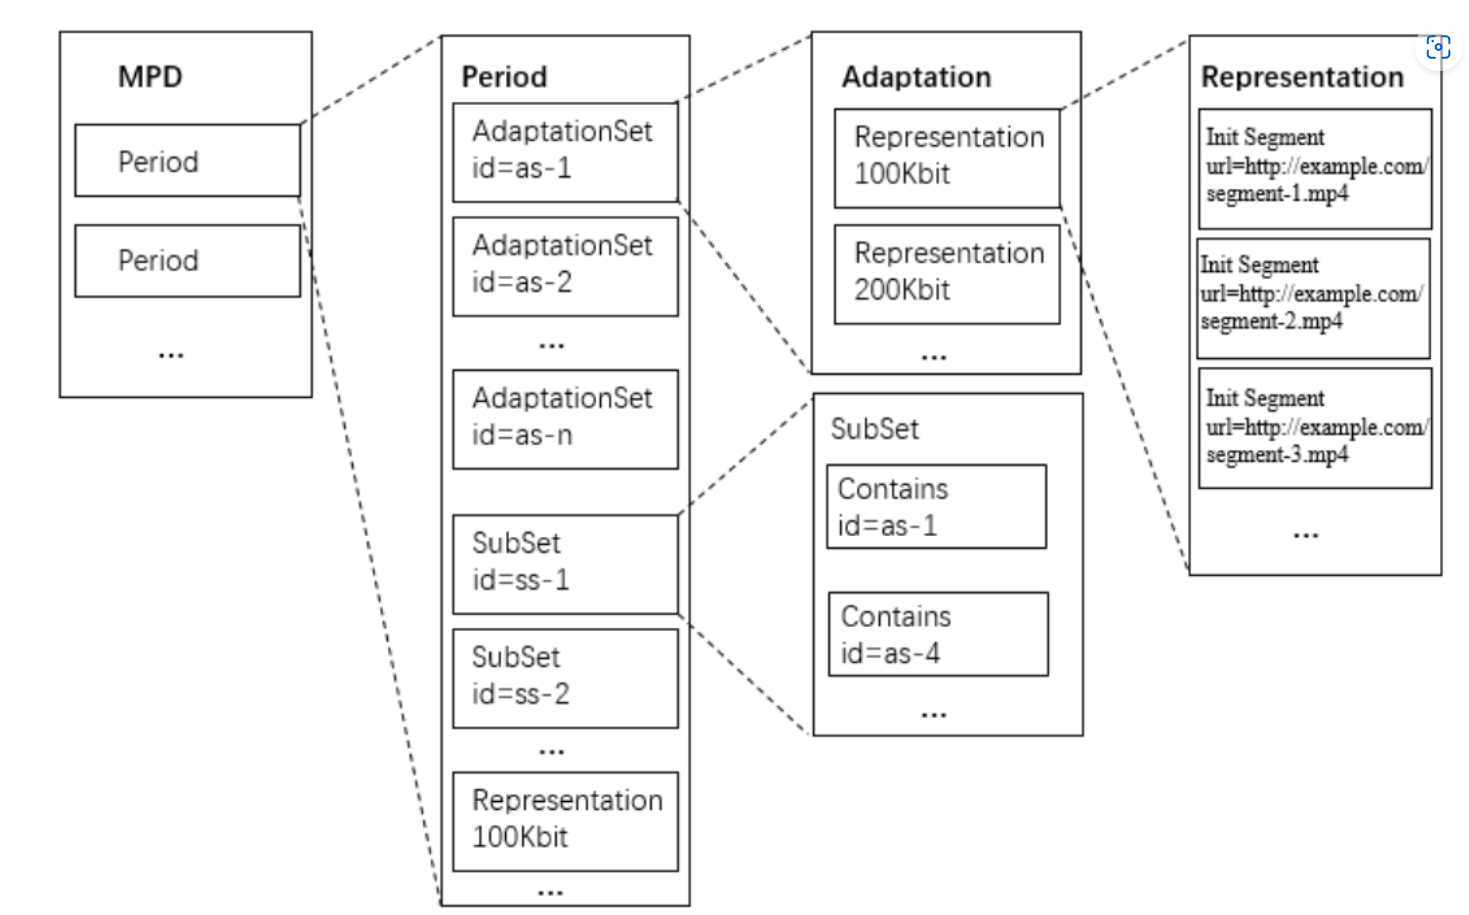 MPD
Period
Period
...
Period
AdaptationSet
id=as-1
AdaptationSet
id=as-2
...
AdaptationSet
id=as-n
SubSet
id=ss-1
SubSet
id=ss-2
...
Representation
100Kbit
...
Adaptation
Representation
100Kbit
Representation
200Kbit
...
SubSet
Contains
id=as-1
Contains
id=as-4
...
Representation
Init Segment
url=http://example.com/
segment-1.mp4
Init Segment
url=http://example.com/
segment-2.mp4
Init Segment
url=http://example.com/
segment-3.mp4
...